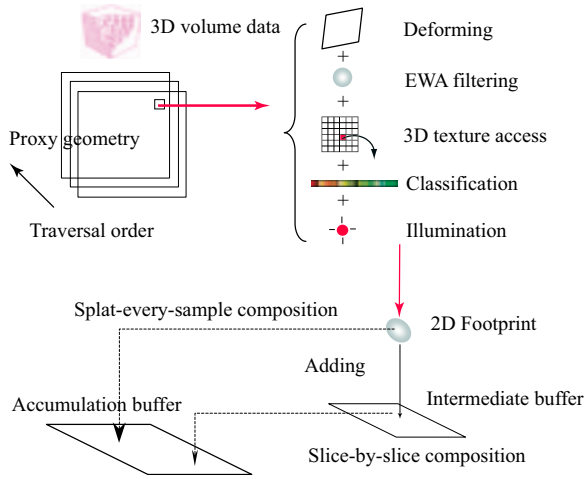 3D volume data
Deforming
+
EWA filtering
+
3D texture access
+
Classification
+
Illumination
Proxy geometry
Traversal order
Splat-every-sample composition
2D Footprint
Adding
Accumulation buffer
Intermediate buffer
Slice-by-slice composition